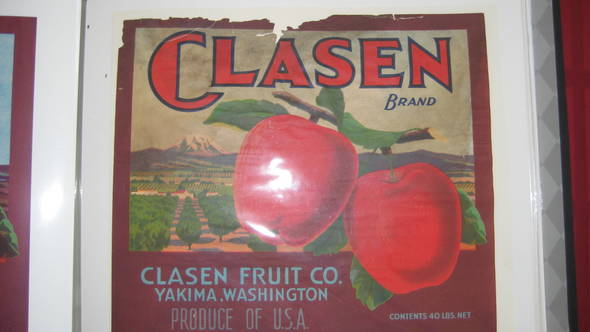 CLASEN
BRAND
CLASEN FRUIT CO.
YAKIMA, WASHINGTON
PRODUCE OF U.S.A.
CONTENTS 40 LBS. NET